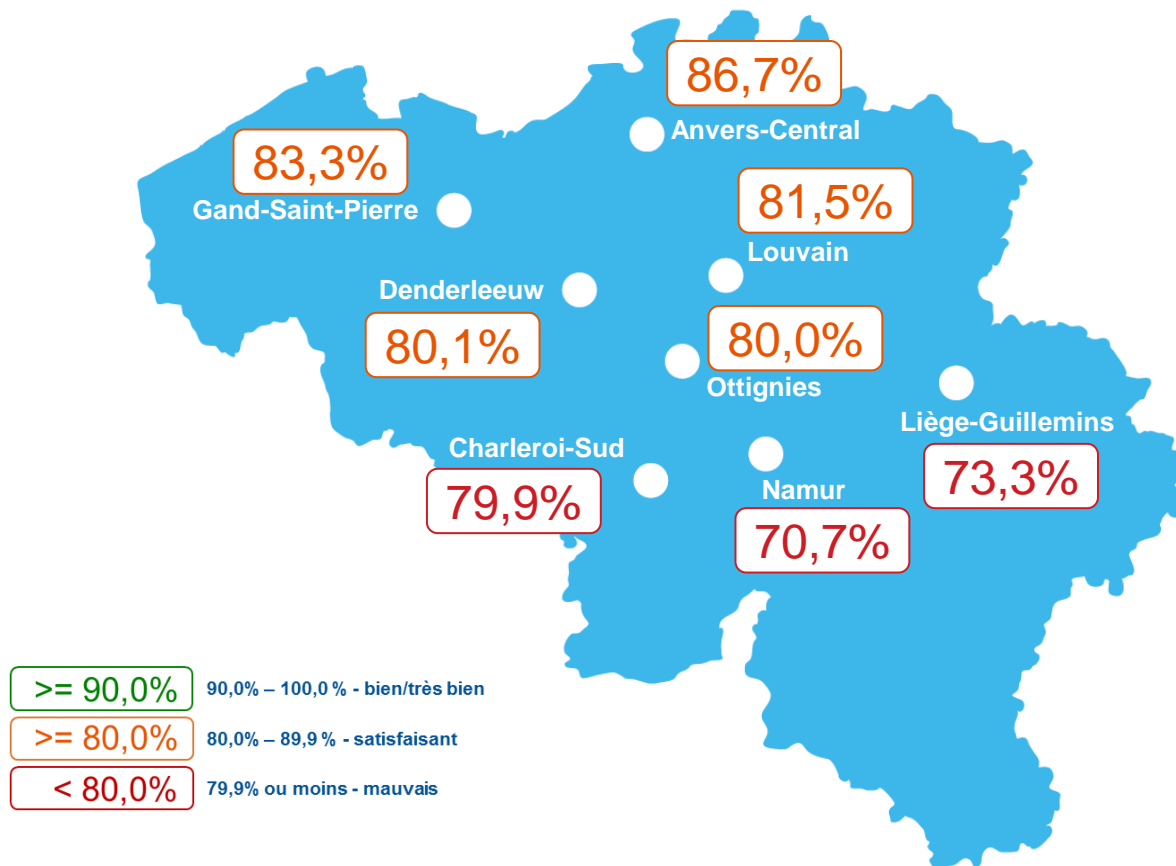 86,7%
Anvers-Central
83,3%
Gand-Saint-Pierre
81,5%
Louvain
Denderleeuw
80,1%
80,0%
Ottignies
Liège-Guillemins
73,3%
Charleroi-Sud
79,9%
Namur
70,7%
>= 90,0% 90,0% – 100,0 % - bien/très bien
>= 80,0% 80,0% – 89,9 % - satisfaisant
< 80,0% 79,9% ou moins - mauvais